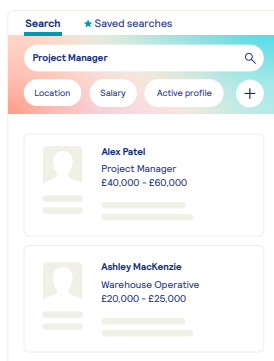 Search
Saved searches
Project Manager
Location
Salary
Active profile
Alex Patel
Project Manager
£40,000 - £60,000
Ashley MacKenzie
Warehouse Operative
£20,000 - £25,000